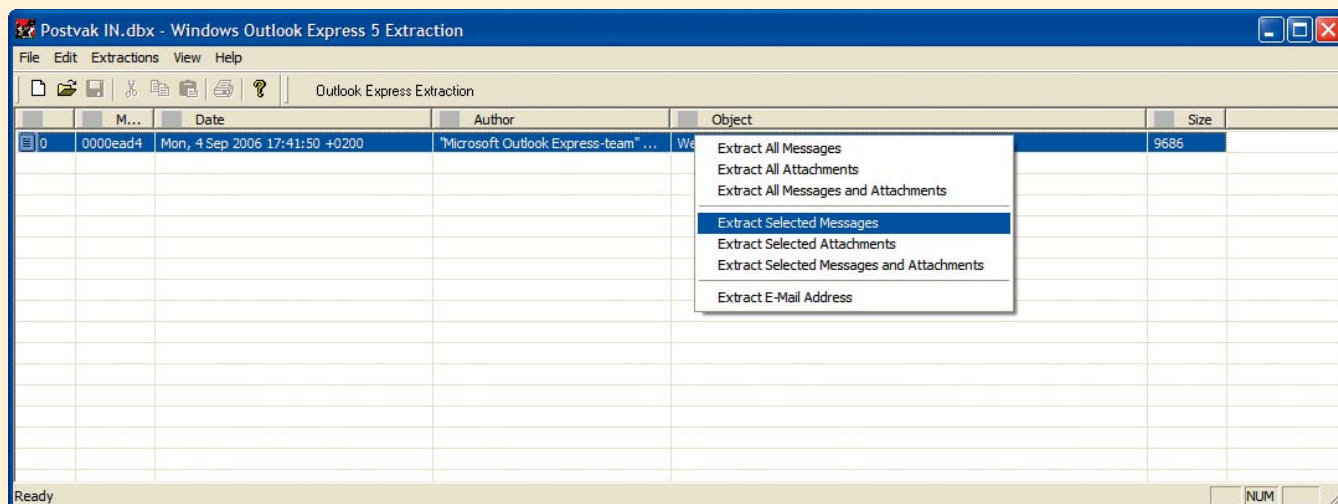 Postvak IN.dbx - Windows Outlook Express 5 Extraction
File Edit Extractions View Help
Outlook Express Extraction
M... Date Author Object Size
0 0000ead4 Mon, 4 Sep 2006 17:41:50 +0200 "Microsoft Outlook Express-team" ... We 9686
Extract All Messages
Extract All Attachments
Extract All Messages and Attachments
Extract Selected Messages
Extract Selected Attachments
Extract Selected Messages and Attachments
Extract E-Mail Address
Ready NUM